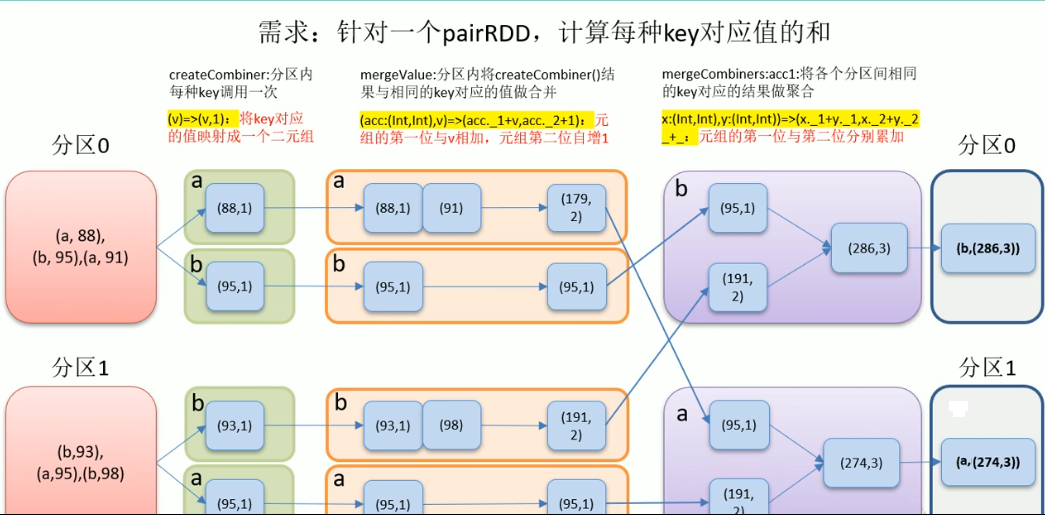 需求：针对一个pairRDD，计算每种key对应值的和
createCombiner:分区内
每种key调用一次
(v)=>(v,1)：将key对应
的值映射成一个二元组
mergeValue:分区内将createCombiner()结
果与相同的key对应的值做合并
(acc:(Int,Int),v)=>(acc._1+v,acc._2+1)：元
组的第一位与v相加，元组第二位自增1
mergeCombiners:acc1:将各个分区间相同
的key对应的结果做聚合
x:(Int,Int),y:(Int,Int))=>(x._1+y._1,x._2+y._2
_+_：元组的第一位与第二位分别累加
分区0
分区0
(a, 88),
(b, 95),(a, 91)
a
(88,1)
b
(95,1)
a
(88,1)
(91)
(179,
2)
b
(95,1)
(95,1)
b
(95,1)
(191,
2)
(286,3)
(b,(286,3))
分区1
分区1
(b,93),
(a,95),(b,98)
b
(93,1)
a
(95,1)
b
(93,1)
(98)
(191,
2)
a
(95,1)
(95,1)
a
(95,1)
(191,
2)
(274,3)
(a,(274,3))